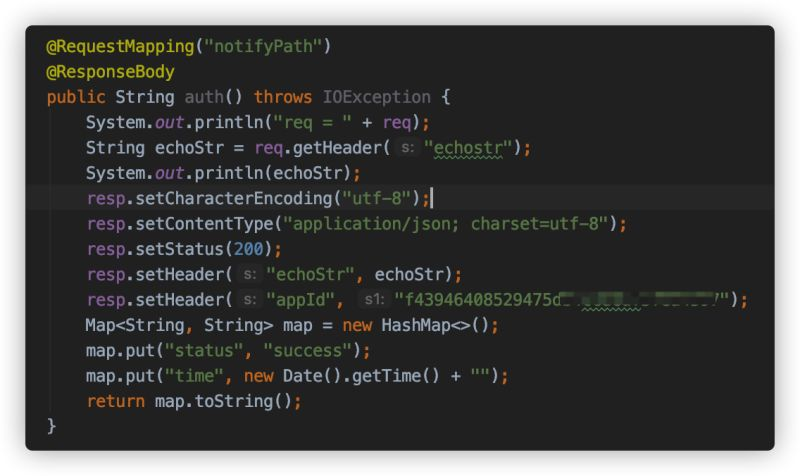 @RequestMapping("notifyPath")
@ResponseBody
public String auth() throws IOException {
System.out.println("req = " + req);
String echoStr = req.getHeader( s: "echostr");
System.out.println(echoStr);
resp.setCharacterEncoding("utf-8");
resp.setContentType("application/json; charset=utf-8");
resp.setStatus(200);
resp.setHeader( s: "echoStr", echoStr);
resp.setHeader( s: "appId", s1: "f43946408529475d");
Map<String, String> map = new HashMap<>();
map.put("status", "success");
map.put("time", new Date().getTime() + "");
return map.toString();
}